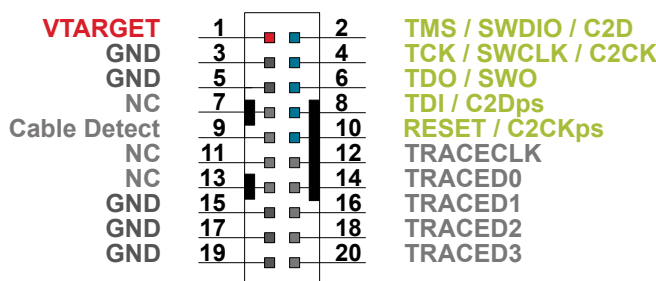 VTARGET 1 2 TMS / SWDIO / C2D
GND 3 4 TCK / SWCLK / C2CK
GND 5 6 TDO / SWO
NC 7 8 TDI / C2Dps
Cable Detect 9 10 RESET / C2CKps
NC 11 12 TRACECLK
NC 13 14 TRACED0
GND 15 16 TRACED1
GND 17 18 TRACED2
GND 19 20 TRACED3